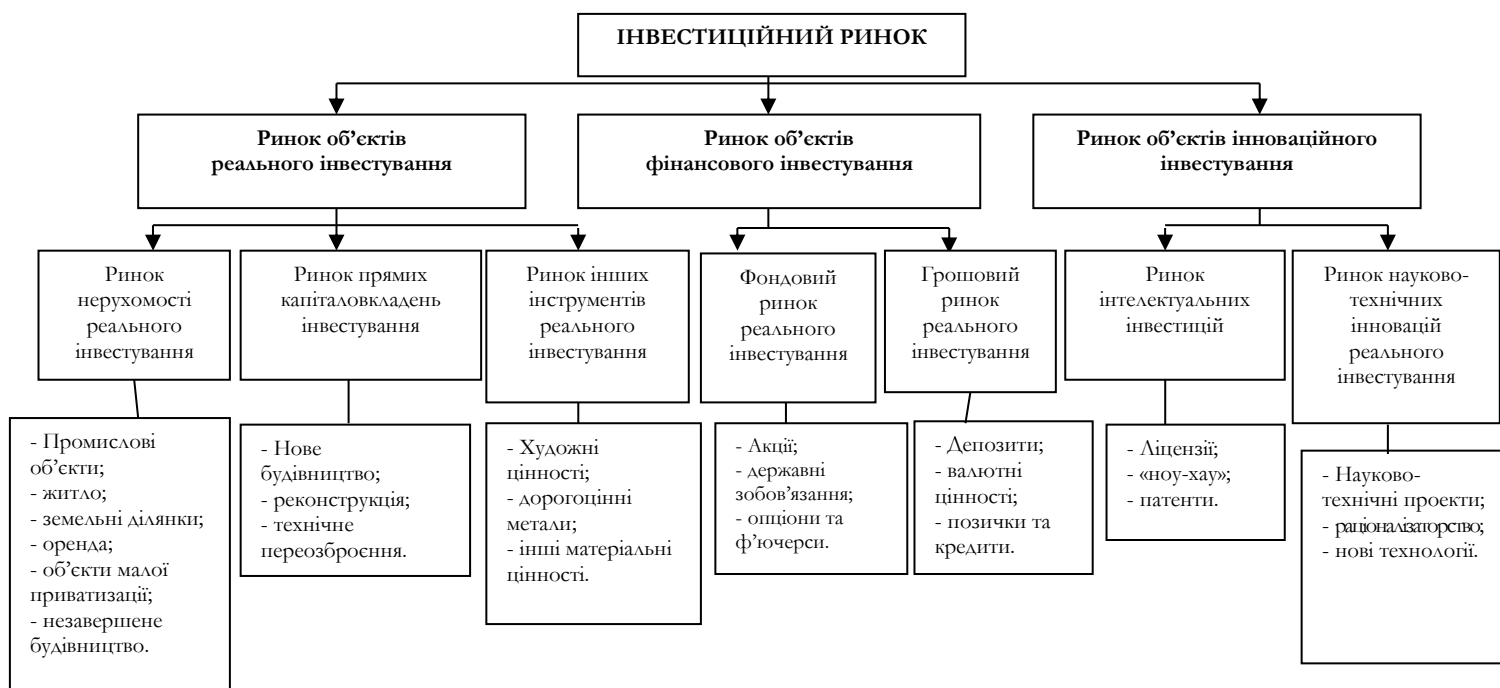 ІНВЕСТИЦІЙНИЙ РИНОК
Ринок об’єктів
реального інвестування
Ринок об’єктів
фінансового інвестування
Ринок об’єктів інноваційного
інвестування
Ринок
нерухомості
реального
інвестування
Ринок прямих
капіталовкладень
інвестування
Ринок інших
інструментів
реального
інвестування
Фондовий
ринок
реального
інвестування
Грошовий
ринок
реального
інвестування
Ринок
інтелектуальних
інвестицій
Ринок науково-
технічних
інновацій
реального
інвестування
- Промислові
об’єкти;
- житло;
- земельні ділянки;
- оренда;
- об’єкти малої
приватизації;
- незавершене
будівництво.
- Нове
будівництво;
- реконструкція;
- технічне
переозброєння.
- Художні
цінності;
- дорогоцінні
метали;
- інші матеріальні
цінності.
- Акції;
- державні
зобов’язання;
- опціони та
ф’ючерси.
- Депозити;
- валютні
цінності;
- позички та
кредити.
- Ліцензії;
- «ноу-хау»;
- патенти.
- Науково-
технічні проекти;
- раціоналізаторство;
- нові технології.